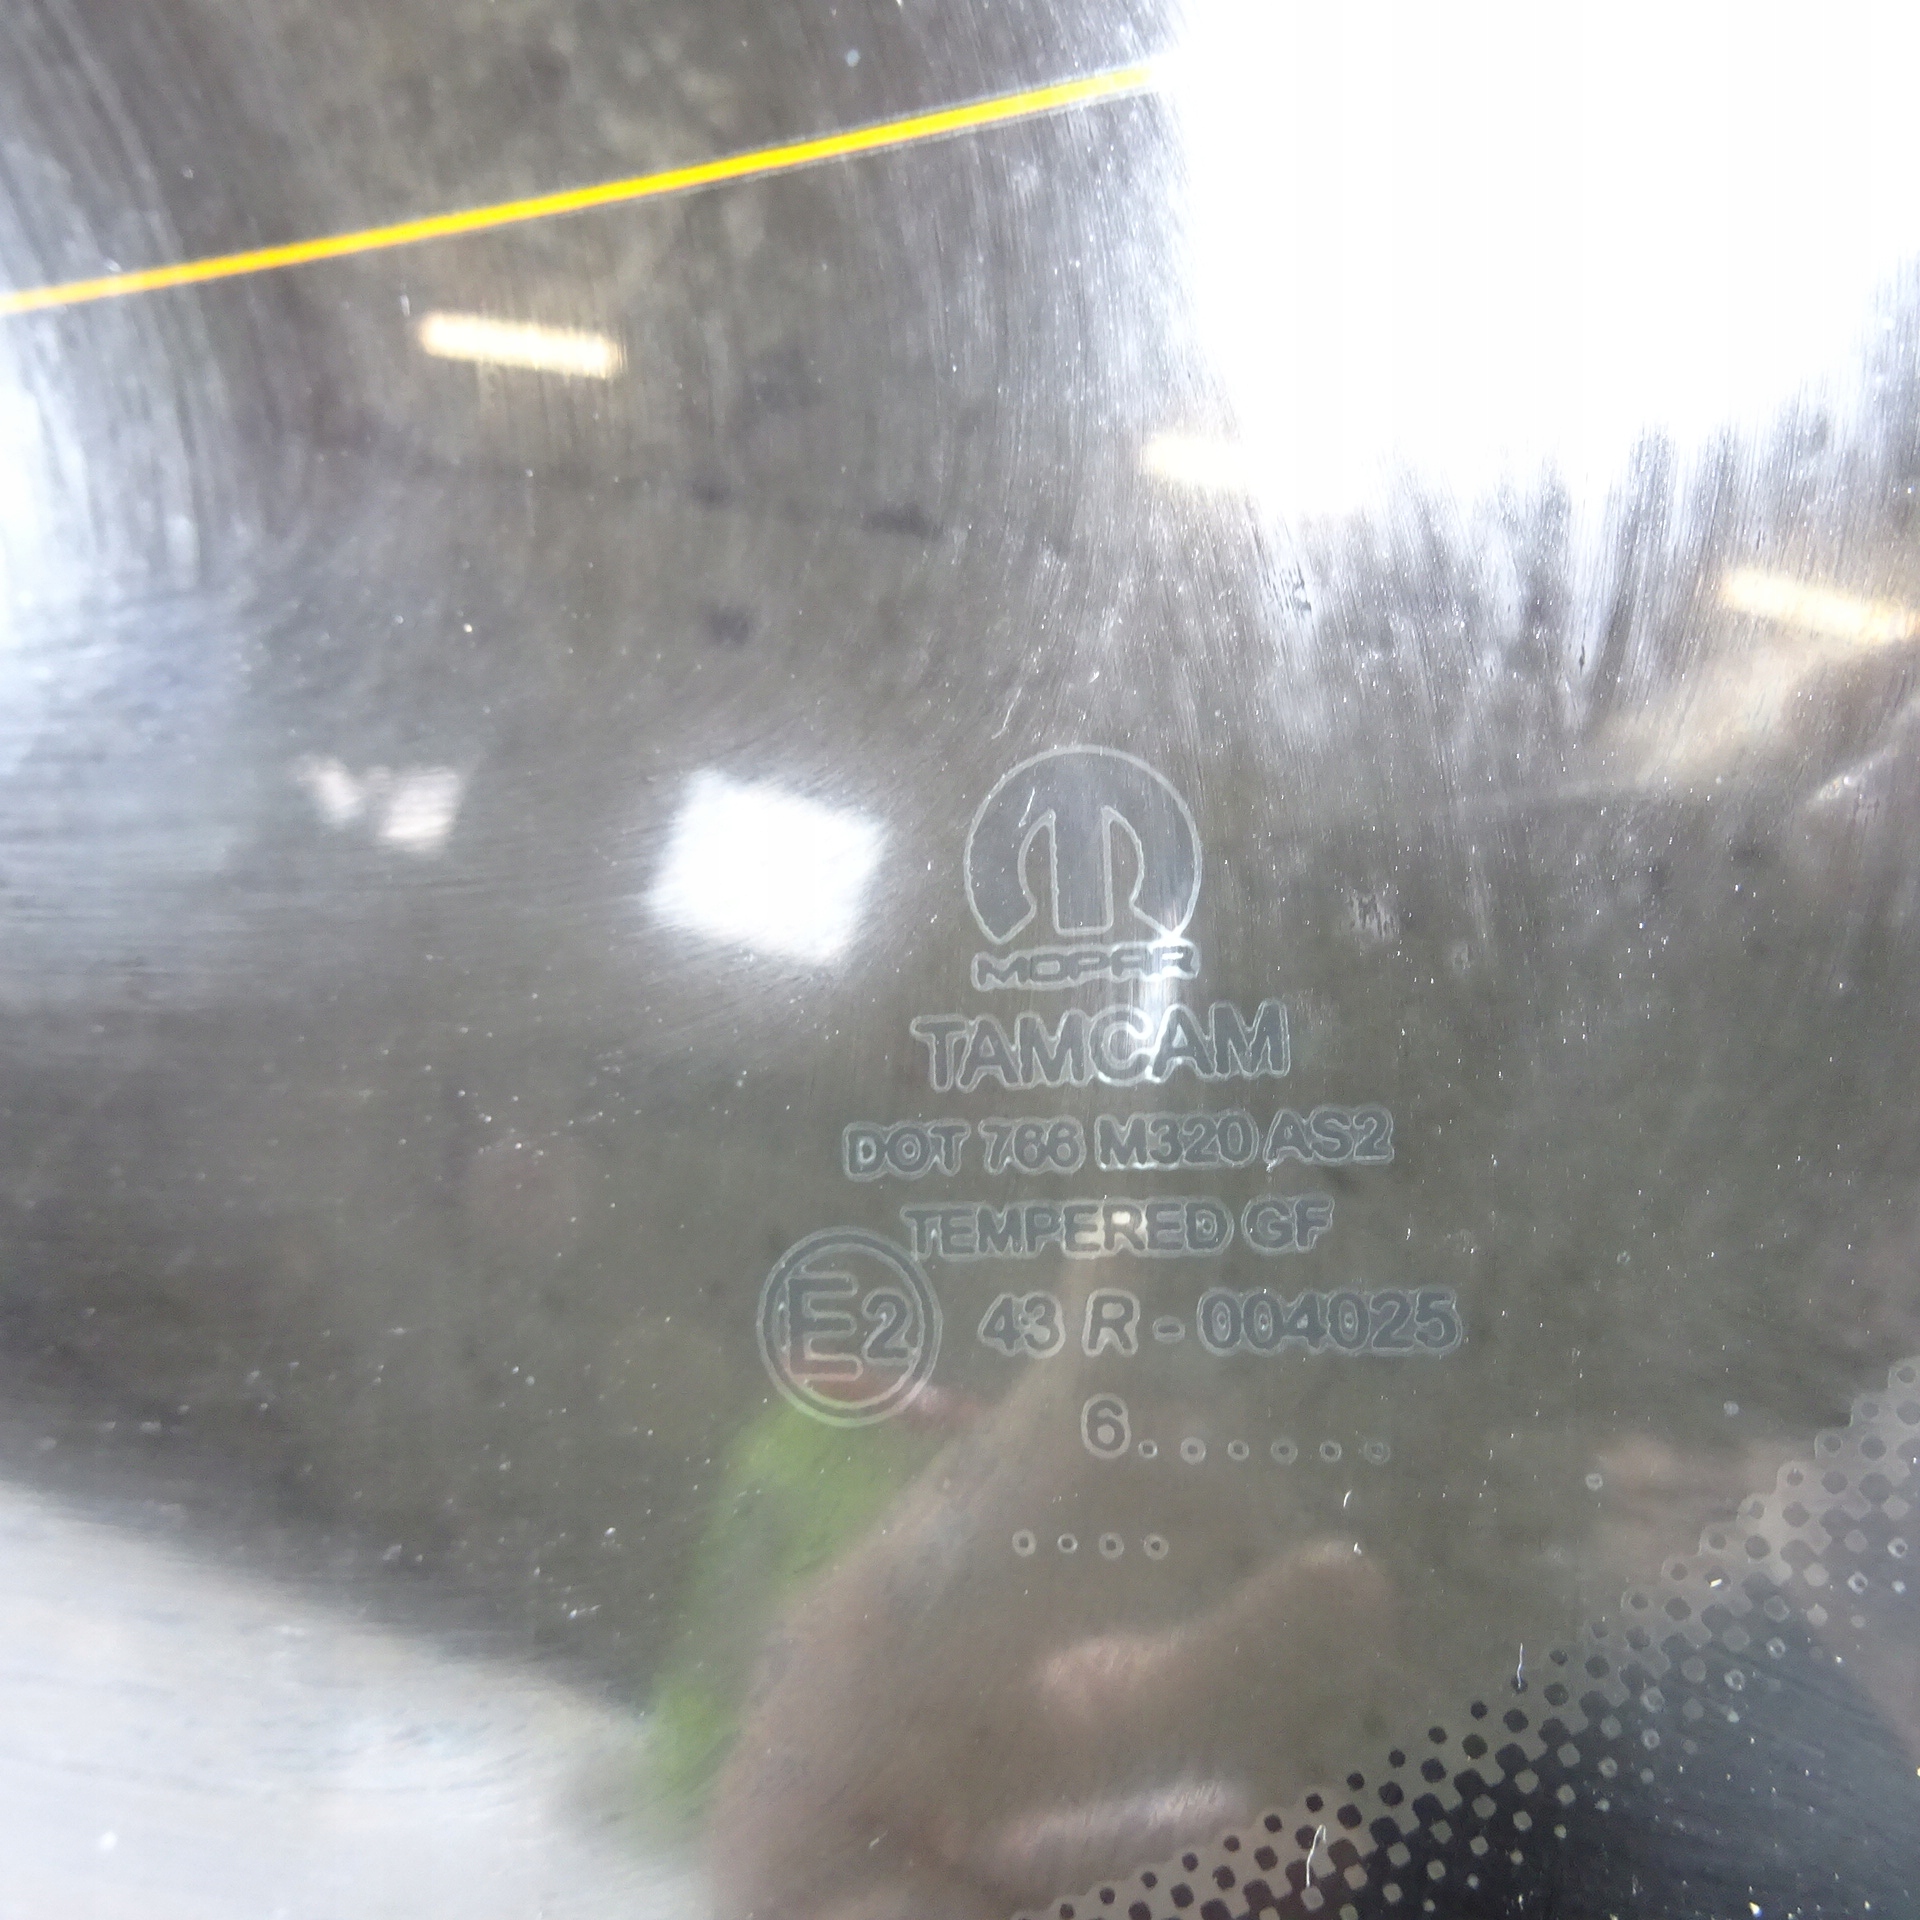 MOPAR
TAMCAM
DOT 766 M320 AS2
TEMPERED GF
E2 43 R - 004025
6. . . . . .
. . . .